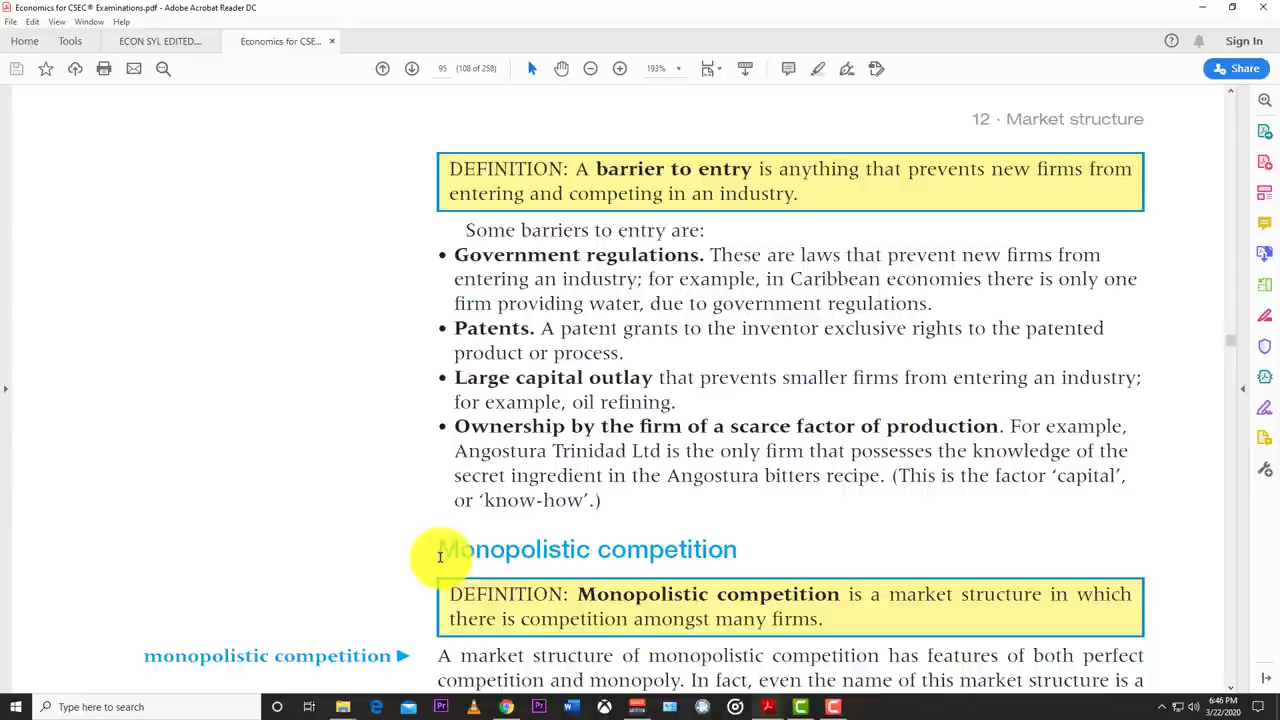 Economics for CSEC® Examinations.pdf - Adobe Acrobat Reader DC
File Edit View Window Help
Home Tools ECON SYL EDITED.... Economics for CSE... × Sign In
95 (108 of 258) 193% Share
12 · Market structure
DEFINITION: A barrier to entry is anything that prevents new firms from
entering and competing in an industry.
Some barriers to entry are:
• Government regulations. These are laws that prevent new firms from
entering an industry; for example, in Caribbean economies there is only one
firm providing water, due to government regulations.
• Patents. A patent grants to the inventor exclusive rights to the patented
product or process.
• Large capital outlay that prevents smaller firms from entering an industry;
for example, oil refining.
• Ownership by the firm of a scarce factor of production. For example,
Angostura Trinidad Ltd is the only firm that possesses the knowledge of the
secret ingredient in the Angostura bitters recipe. (This is the factor ‘capital’,
or ‘know-how’.)
Monopolistic competition
DEFINITION: Monopolistic competition is a market structure in which
there is competition amongst many firms.
monopolistic competition ►
A market structure of monopolistic competition has features of both perfect
competition and monopoly. In fact, even the name of this market structure is a
Type here to search
6:46 PM
3/22/2020